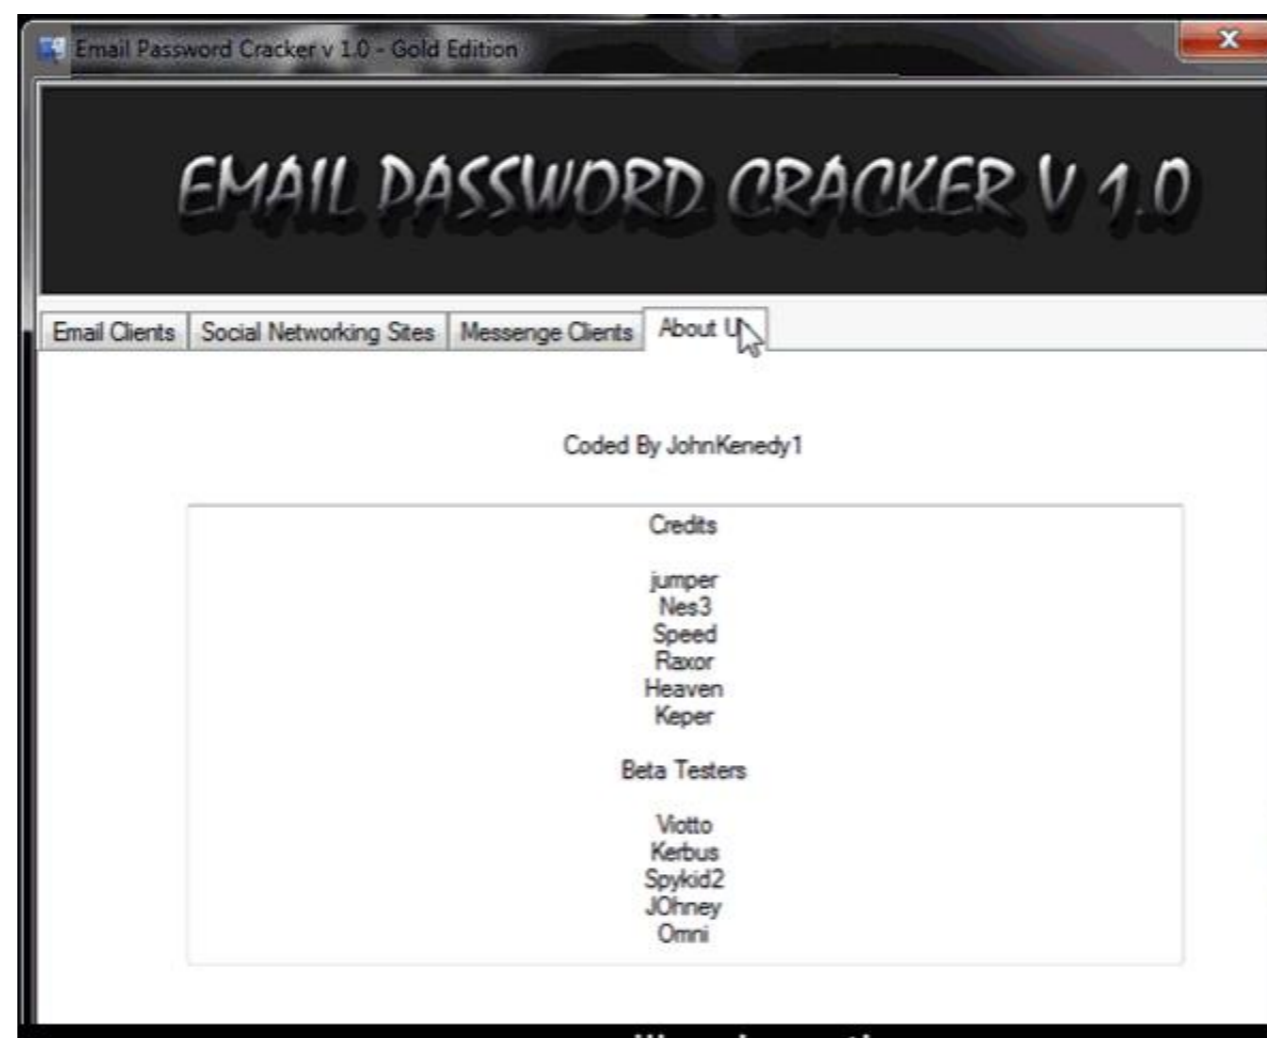 Email Password Cracker v 1.0 - Gold Edition
EMAIL PASSWORD CRACKER V 1.0
Email Clients Social Networking Sites Messenge Clients About U
Coded By JohnKenedy1
Credits
jumper
Nes3
Speed
Raxor
Heaven
Keper
Beta Testers
Viotto
Kerbus
Spykid2
JOhney
Omni